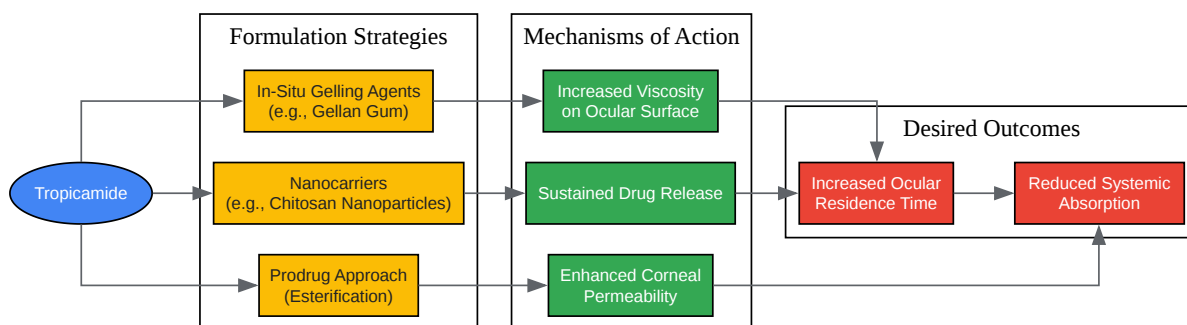 Formulation Strategies
Mechanisms of Action
In-Situ Gelling Agents
(e.g., Gellan Gum)
Increased Viscosity
on Ocular Surface
Desired Outcomes
Tropicamide
Nanocarriers
(e.g., Chitosan Nanoparticles)
Sustained Drug Release
Increased Ocular
Residence Time
Reduced Systemic
Absorption
Prodrug Approach
(Esterification)
Enhanced Corneal
Permeability